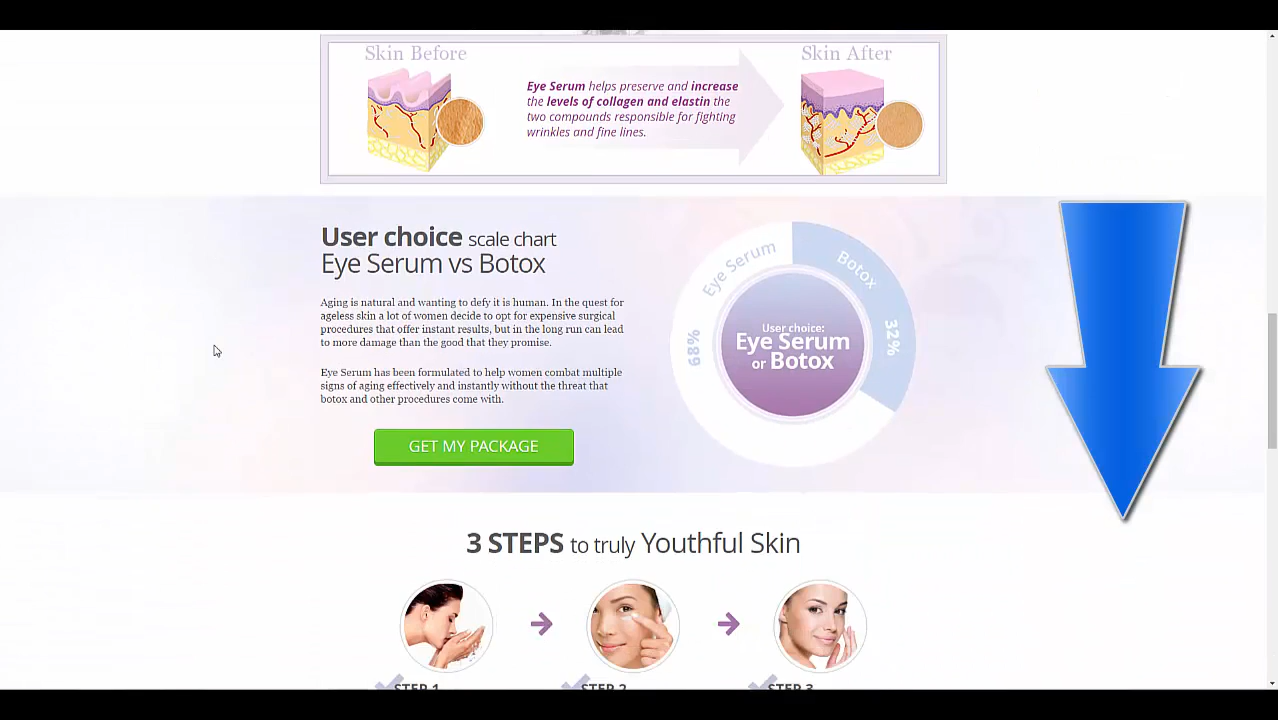 Skin Before
Skin After
Eye Serum helps preserve and increase
the levels of collagen and elastin the
two compounds responsible for fighting
wrinkles and fine lines.
User choice scale chart
Eye Serum vs Botox
Aging is natural and wanting to defy it is human. In the quest for
ageless skin a lot of women decide to opt for expensive surgical
procedures that offer instant results, but in the long run can lead
to more damage than the good that they promise.
Eye Serum has been formulated to help women combat multiple
signs of aging effectively and instantly without the threat that
botox and other procedures come with.
GET MY PACKAGE
Eye Serum
68%
Botox
32%
User choice:
Eye Serum
or Botox
3 STEPS to truly Youthful Skin
STEP 1
STEP 2
STEP 3